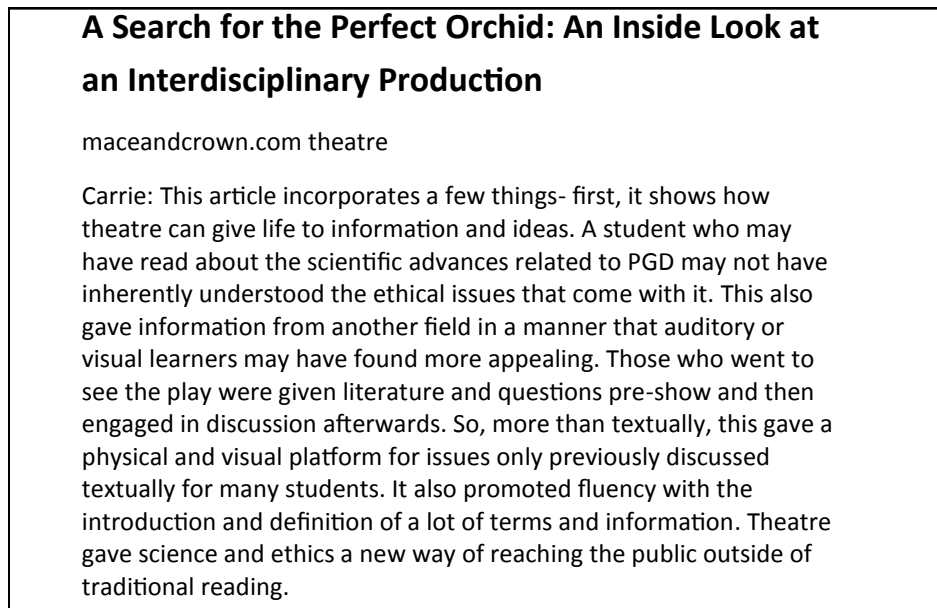 A Search for the Perfect Orchid: An Inside Look at
an Interdisciplinary Production
maceandcrown.com theatre
Carrie: This article incorporates a few things- first, it shows how
theatre can give life to information and ideas. A student who may
have read about the scientific advances related to PGD may not have
inherently understood the ethical issues that come with it. This also
gave information from another field in a manner that auditory or
visual learners may have found more appealing. Those who went to
see the play were given literature and questions pre-show and then
engaged in discussion afterwards. So, more than textually, this gave a
physical and visual platform for issues only previously discussed
textually for many students. It also promoted fluency with the
introduction and definition of a lot of terms and information. Theatre
gave science and ethics a new way of reaching the public outside of
traditional reading.